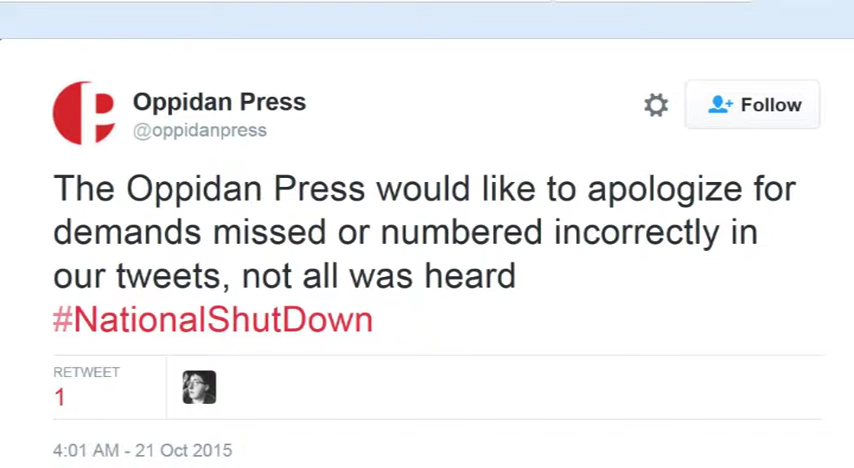 Oppidan Press
@oppidanpress
Follow
The Oppidan Press would like to apologize for
demands missed or numbered incorrectly in
our tweets, not all was heard
#NationalShutDown
RETWEET
1
4:01 AM - 21 Oct 2015